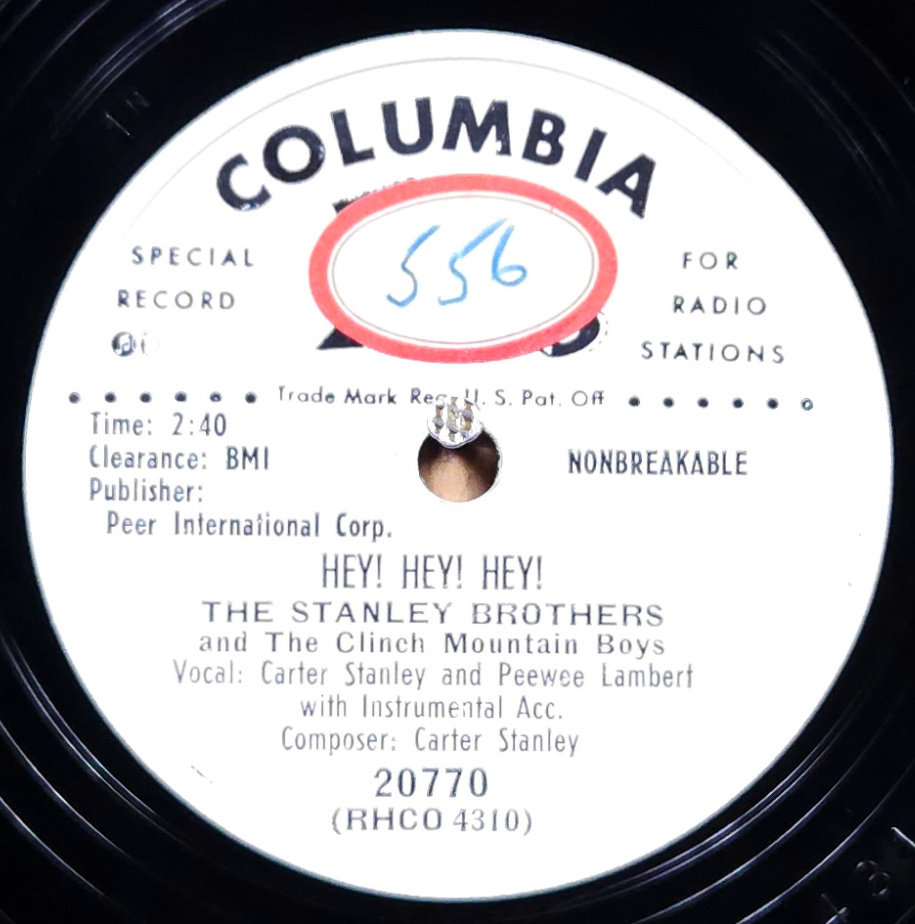 COLUMBIA
556
SPECIAL
RECORD
FOR
RADIO
STATIONS
Trade Mark Reg. U. S. Pat. Off
Time: 2:40
Clearance: BMI
Publisher:
Peer International Corp.
NONBREAKABLE
HEY! HEY! HEY!
THE STANLEY BROTHERS
and The Clinch Mountain Boys
Vocal: Carter Stanley and Peewee Lambert
with Instrumental Acc.
Composer: Carter Stanley
20770
(RHCO 4310)